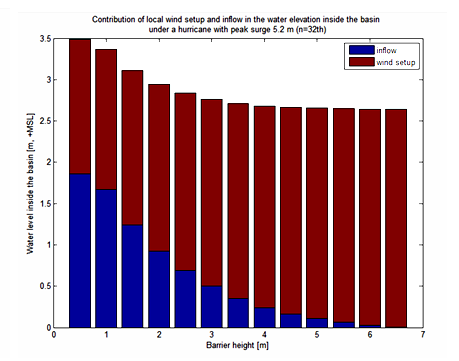 Contribution of local wind setup and inflow in the water elevation inside the basin
under a hurricane with peak surge 5.2 m (n=32th)
inflow
wind setup
Water level inside the basin [m, +MSL]
3.5
3
2.5
2
1.5
1
0.5
0
0 1 2 3 4 5 6 7
Barrier height [m]